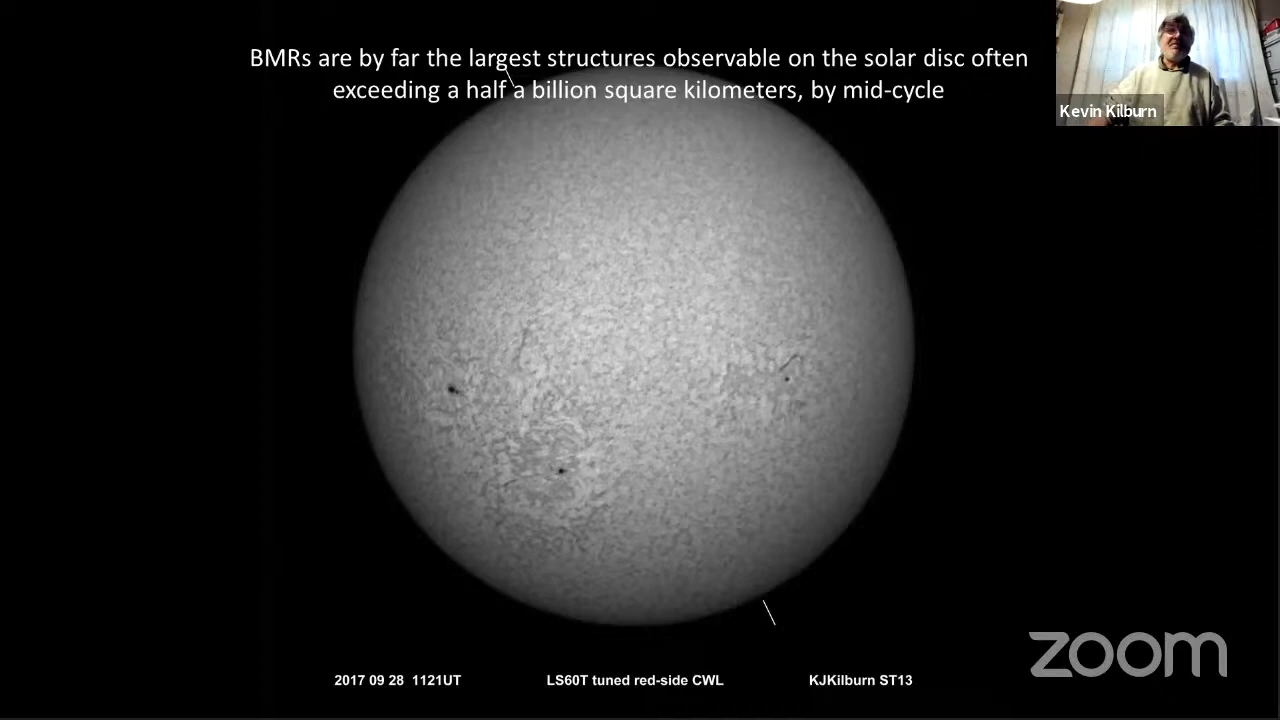 BMRs are by far the largest structures observable on the solar disc often
exceeding a half a billion square kilometers, by mid-cycle
Kevin Kilburn
zoom
2017 09 28 1121UT LS60T tuned red-side CWL KJKilburn ST13